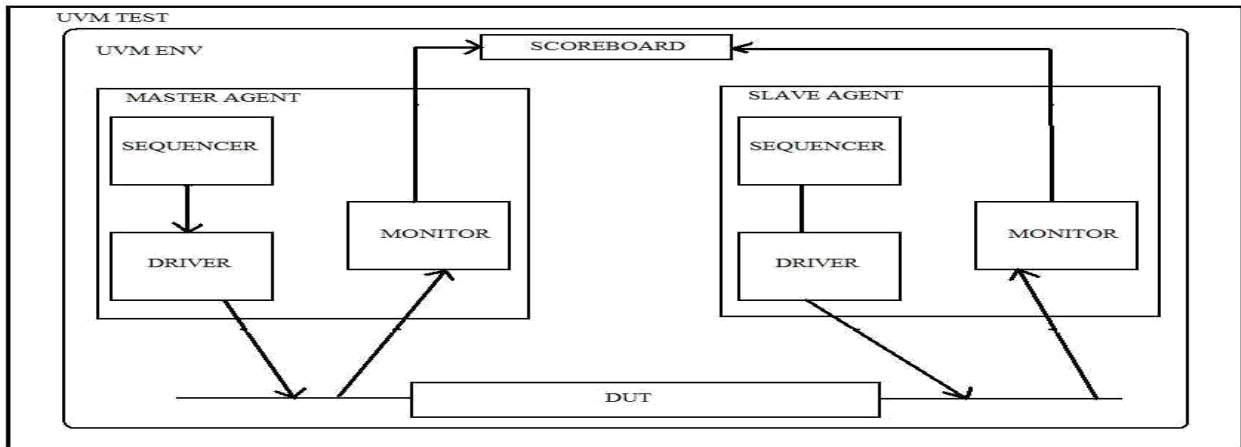 UVM TEST
UVM ENV
SCOREBOARD
MASTER AGENT
SLAVE AGENT
SEQUENCER
SEQUENCER
MONITOR
MONITOR
DRIVER
DRIVER
DUT